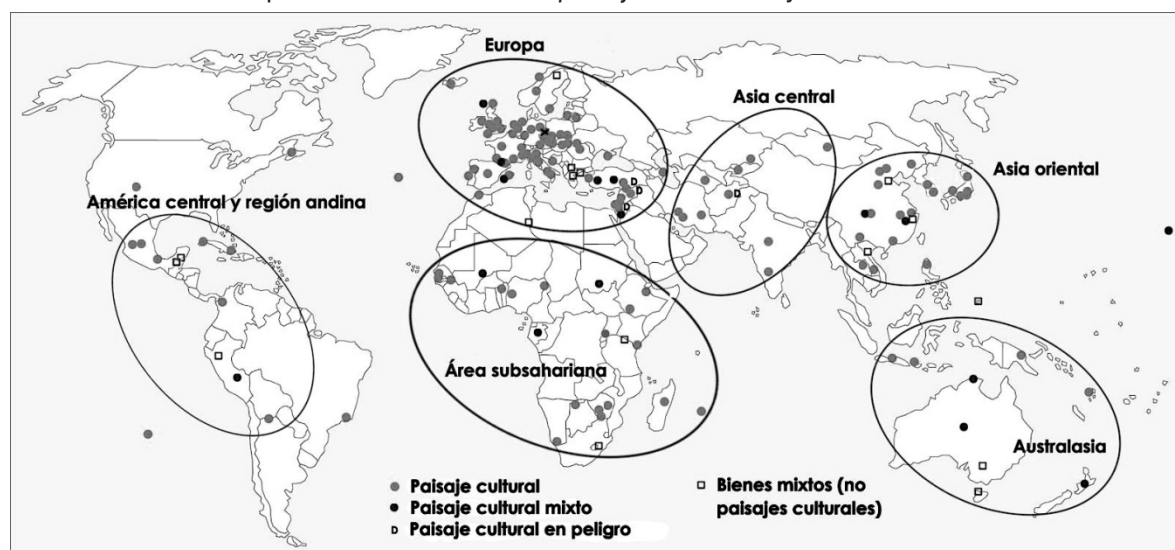 Europa
Asia central
Asia oriental
América central y región andina
Área subsahariana
Australasia
Paisaje cultural
Paisaje cultural mixto
D Paisaje cultural en peligro
Bienes mixtos (no
paisajes culturales)